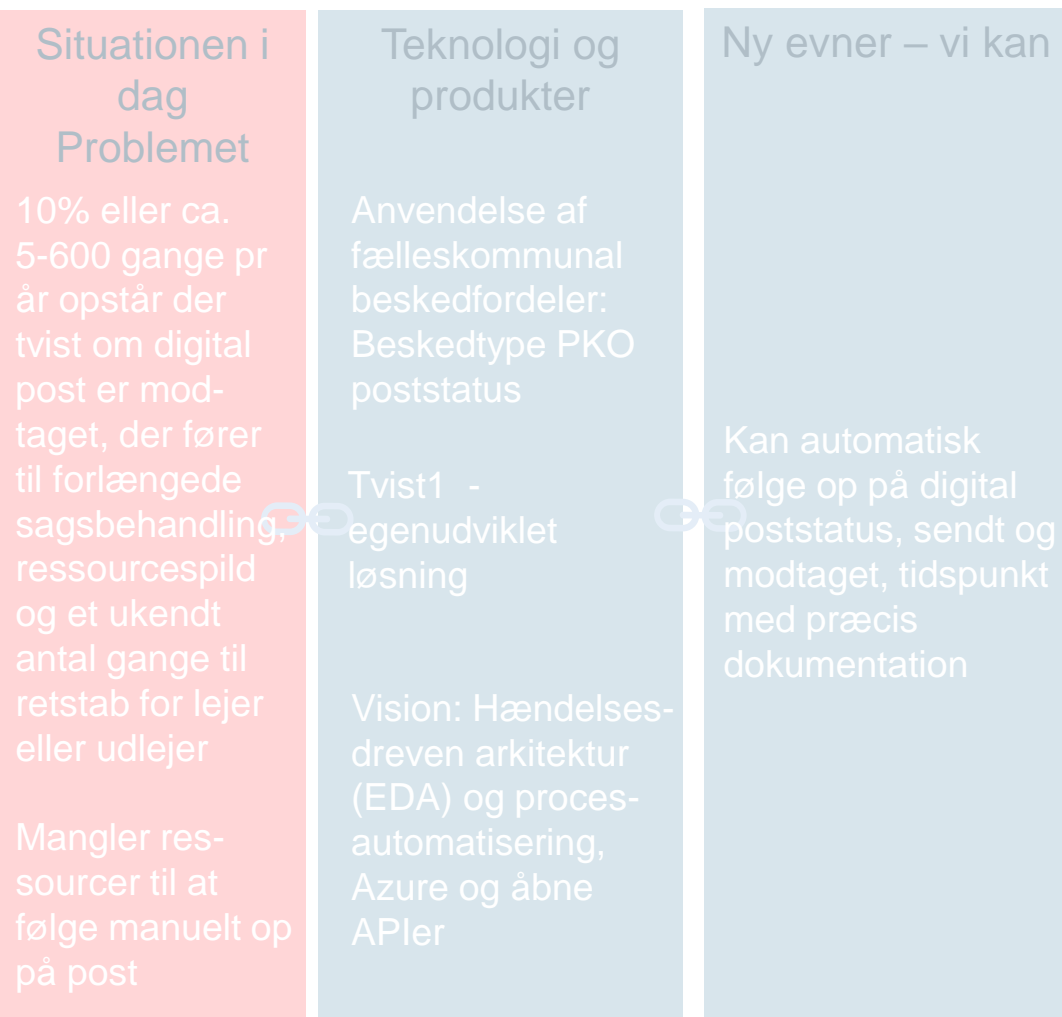 Situationen i
dag
Problemet
10% eller ca.
5-600 gange pr
år opstår der
tvist om digital
post er mod-
taget, der fører
til forlængede
sagsbehandling,
ressourcespild
og et ukendt
antal gange til
retstab for lejer
eller udlejer
Mangler res-
sourcer til at
følge manuelt op
på post
Teknologi og
produkter
Anvendelse af
fælleskommunal
beskedfordeler:
Beskedtype PKO
poststatus
Tvist1  -
egenudviklet
løsning
Vision: Hændelses-
dreven arkitektur
(EDA) og proces-
automatisering,
Azure og åbne
APIer
Ny evner – vi kan
Kan automatisk
følge op på digital
poststatus, sendt og
modtaget, tidspunkt
med præcis
dokumentation